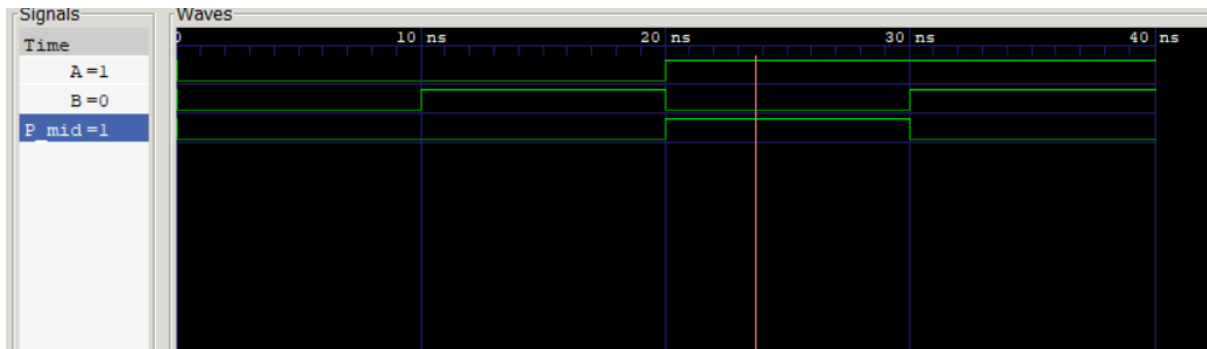 Signals
Waves
Time
0 10 ns 20 ns 30 ns 40 ns
A=1
B=0
P_mid=1